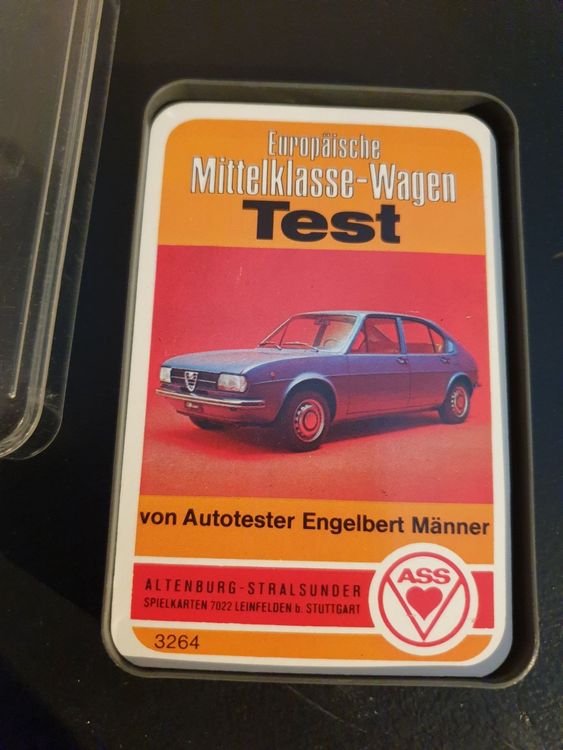 Europäische
Mittelklasse-Wagen
Test
von Autotester Engelbert Männer
ALTENBURG-STRALSUNDER
SPIELKARTEN 7022 LEINFELDEN b. STUTTGART
ASS
3264